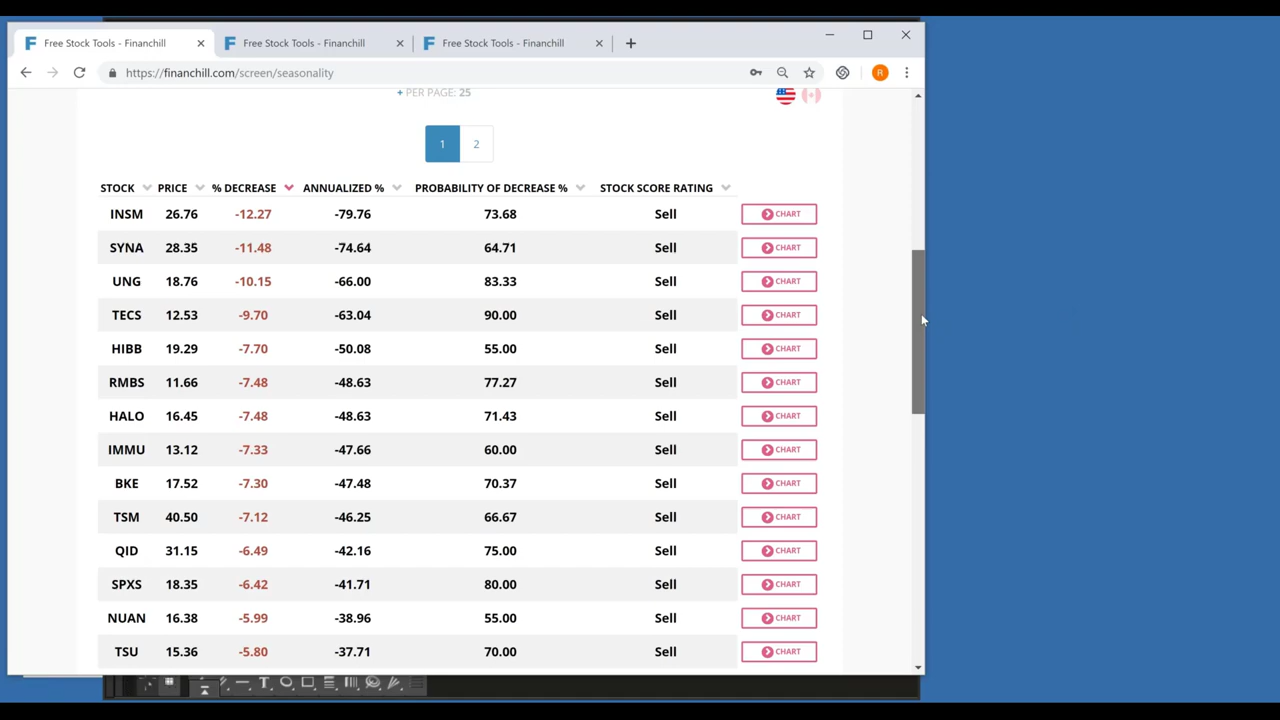 Free Stock Tools - Financhill Free Stock Tools - Financhill Free Stock Tools - Financhill
https://financhill.com/screen/seasonality R
+ PER PAGE: 25
1 2
STOCK PRICE % DECREASE ANNUALIZED % PROBABILITY OF DECREASE % STOCK SCORE RATING
INSM 26.76 -12.27 -79.76 73.68 Sell CHART
SYNA 28.35 -11.48 -74.64 64.71 Sell CHART
UNG 18.76 -10.15 -66.00 83.33 Sell CHART
TECS 12.53 -9.70 -63.04 90.00 Sell CHART
HIBB 19.29 -7.70 -50.08 55.00 Sell CHART
RMBS 11.66 -7.48 -48.63 77.27 Sell CHART
HALO 16.45 -7.48 -48.63 71.43 Sell CHART
IMMU 13.12 -7.33 -47.66 60.00 Sell CHART
BKE 17.52 -7.30 -47.48 70.37 Sell CHART
TSM 40.50 -7.12 -46.25 66.67 Sell CHART
QID 31.15 -6.49 -42.16 75.00 Sell CHART
SPXS 18.35 -6.42 -41.71 80.00 Sell CHART
NUAN 16.38 -5.99 -38.96 55.00 Sell CHART
TSU 15.36 -5.80 -37.71 70.00 Sell CHART